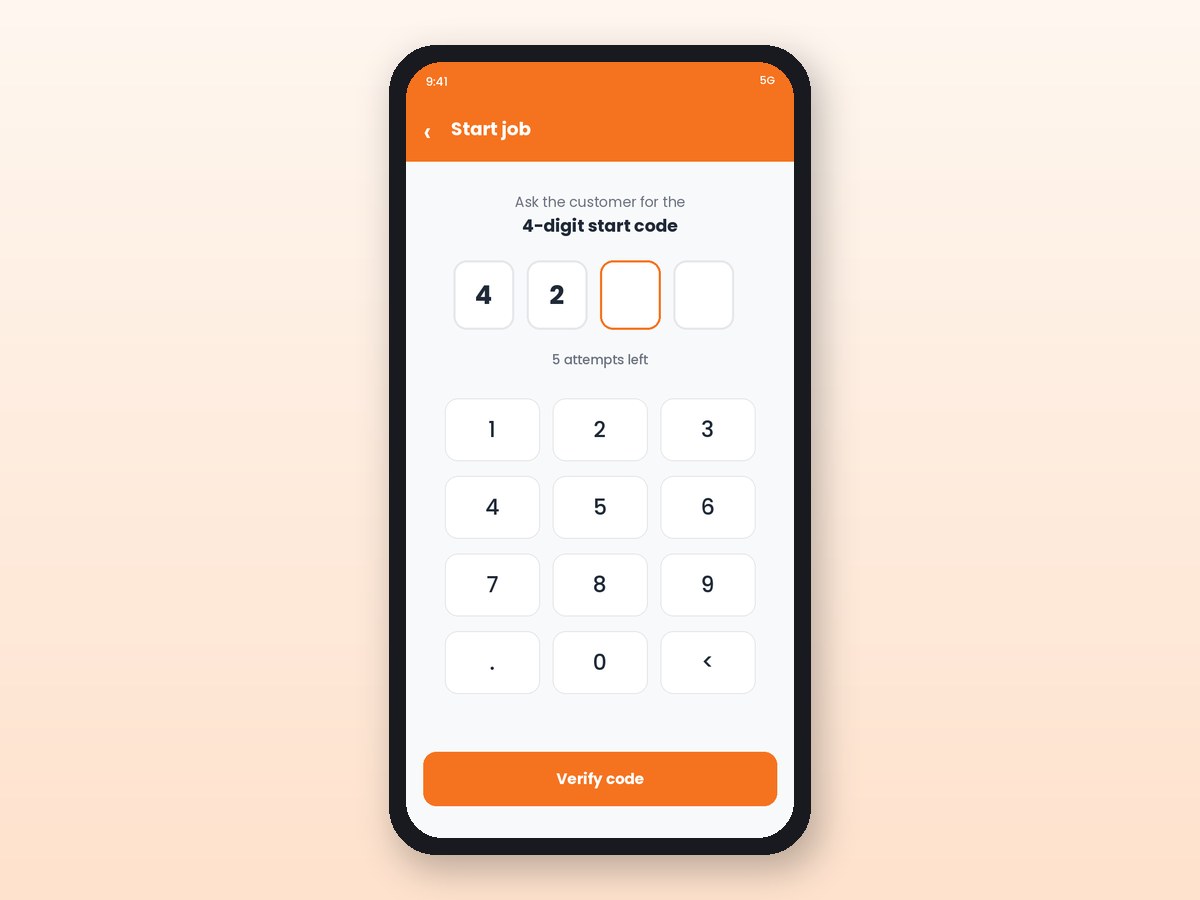 9:41 5G
‹ Start job
Ask the customer for the
4-digit start code
4 2
5 attempts left
1 2 3
4 5 6
7 8 9
. 0 <
Verify code